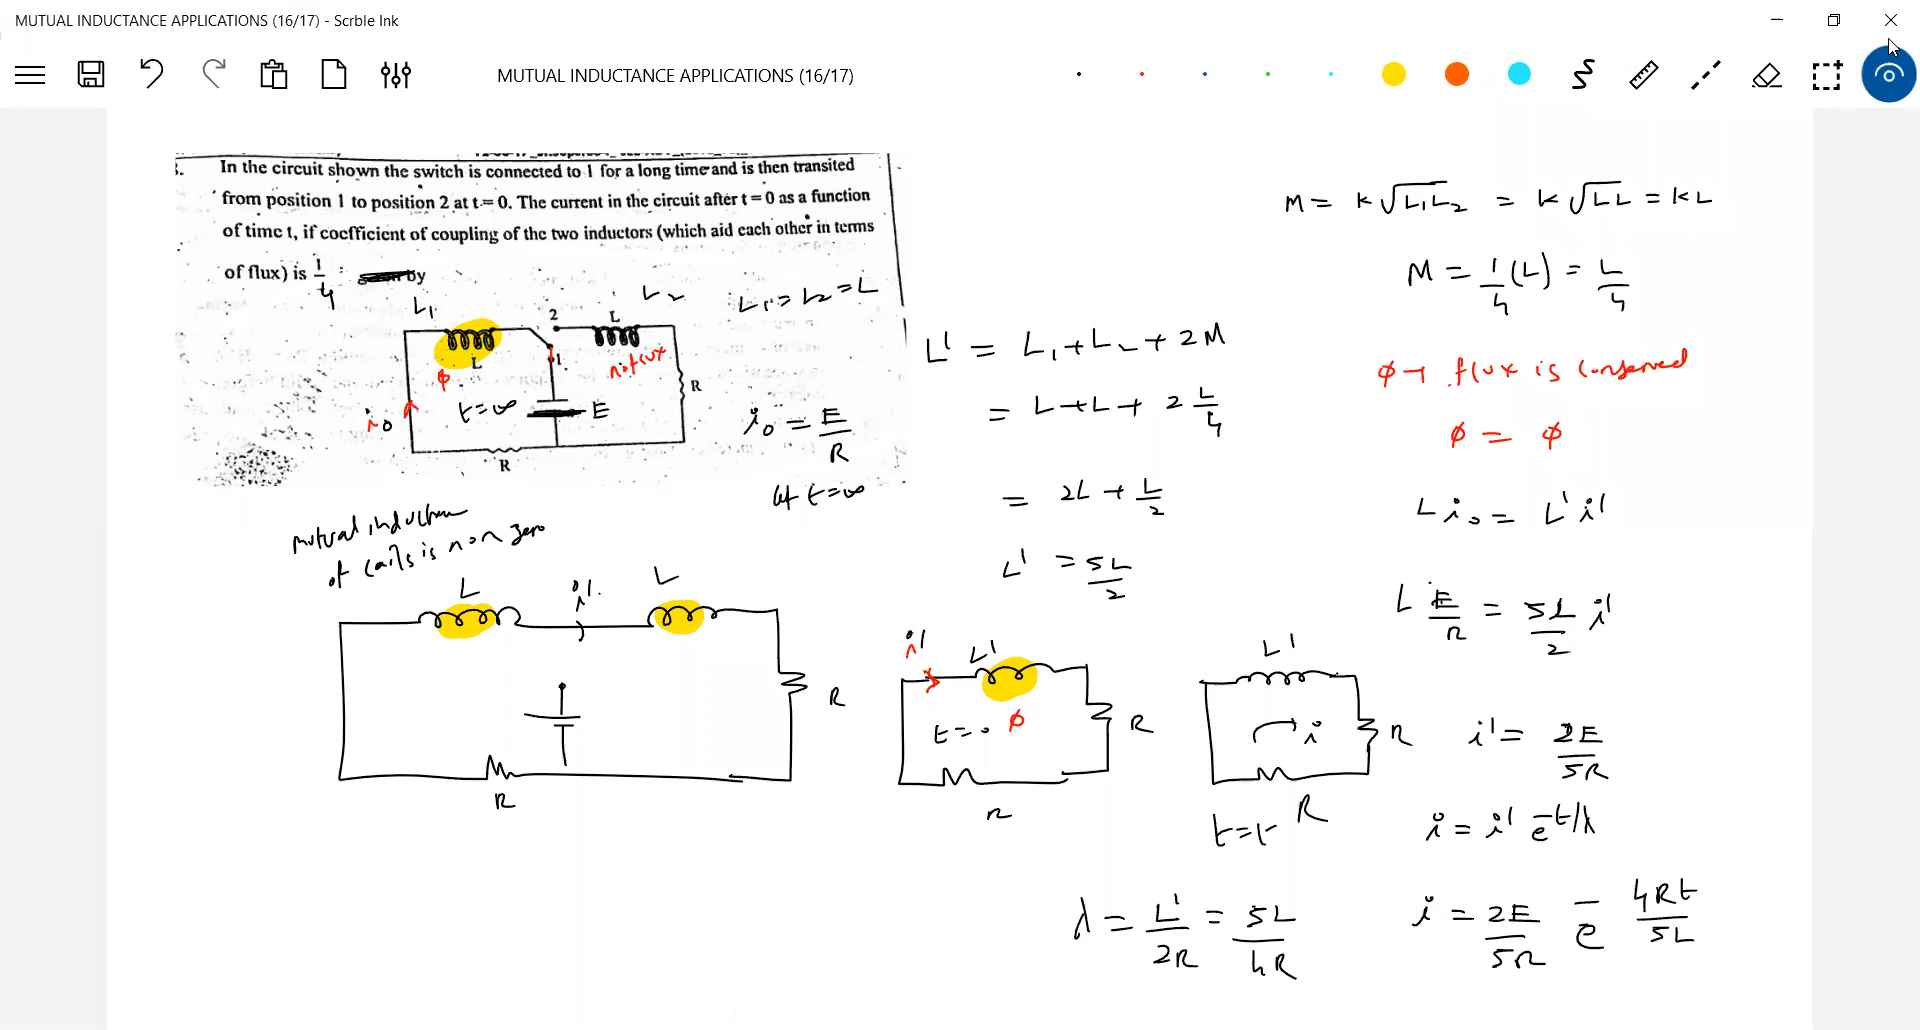 MUTUAL INDUCTANCE APPLICATIONS (16/17) - Scrble Ink
MUTUAL INDUCTANCE APPLICATIONS (16/17)
In the circuit shown the switch is connected to 1 for a long time and is then transited
from position 1 to position 2 at t = 0. The current in the circuit after t = 0 as a function
of time t, if coefficient of coupling of the two inductors (which aid each other in terms
of flux) is 1/4 : by
L1
L2
L1 = L2 = L
2
L
L
1
no flux
ϕ
R
i0
t=∞
E
R
i0 = E/R
at t=∞
mutual induction
of coils is non zero
L
i'
L
R
R
L' = L1 + L2 + 2M
= L + L + 2 L/4
= 2L + L/2
L' = 5L/2
i'
L'
t=0
ϕ
R
R
L'
i
R
R
t=t
λ = L'/2R = 5L/4R
M = k√L1L2 = k√LL = kL
M = 1/4 (L) = L/4
ϕ → flux is conserved
ϕ = ϕ
L i0 = L' i'
L E/R = 5L/2 i'
i' = 2E/5R
i = i' e^-t/λ
i = 2E/5R e^-4Rt/5L